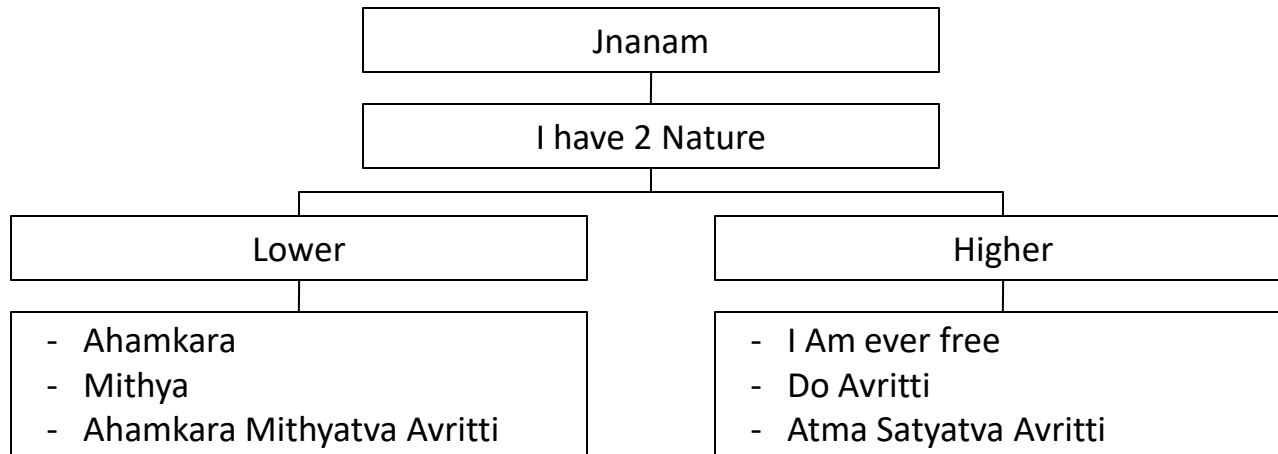 Jnanam
I have 2 Nature
Lower
Higher
- Ahamkara
- Mithya
- Ahamkara Mithyatva Avritti
- I Am ever free
- Do Avritti
- Atma Satyatva Avritti